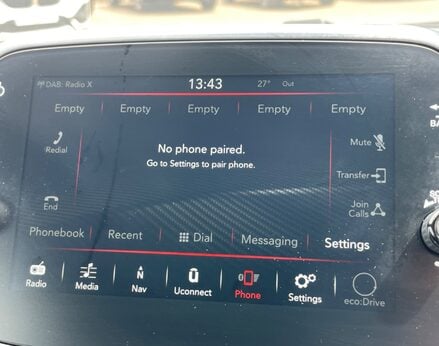 DAB: Radio X 13:43 27° Out
Empty Empty Empty Empty Empty
No phone paired.
Go to Settings to pair phone.
Redial
Mute
Transfer
End
Join
Calls
Phonebook Recent Dial Messaging Settings
Radio Media Nav Uconnect Phone Settings eco:Drive